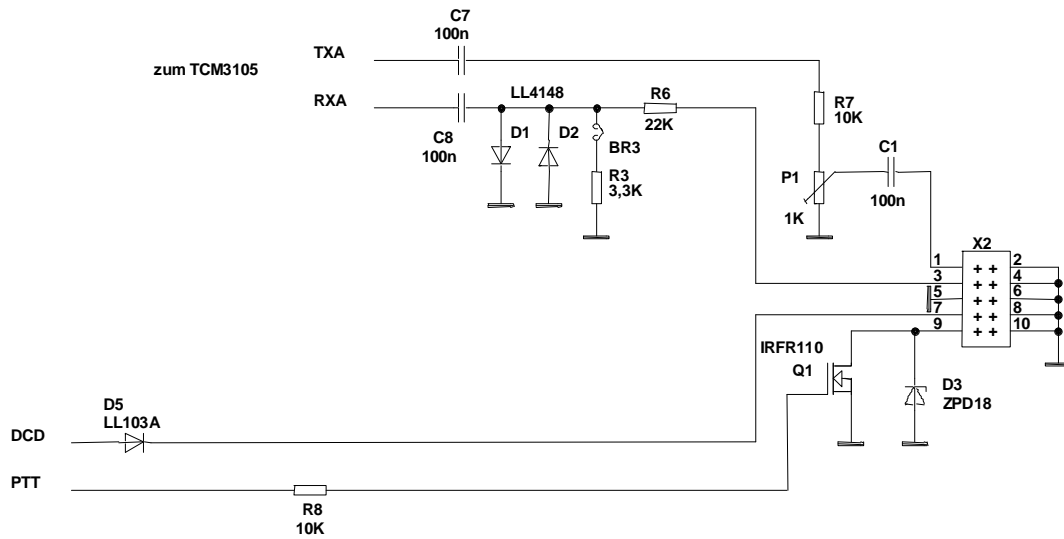 C7
100n
TXA
zum TCM3105
LL4148
R6
RXA
R7
10K
22K
C8
100n
D1
D2
BR3
C1
R3
3,3K
P1
100n
1K
X2
1
2
3
4
5
6
7
8
9
10
IRFR110
Q1
D3
ZPD18
D5
LL103A
DCD
PTT
R8
10K